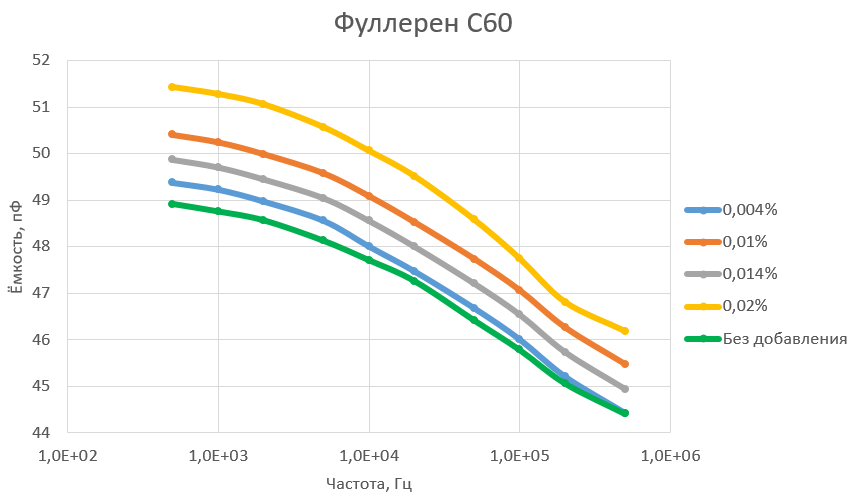 Фуллерен С60
52
51
50
49
48
47
46
45
44
Ёмкость, пФ
1,0E+02 1,0E+03 1,0E+04 1,0E+05 1,0E+06
Частота, Гц
0,004%
0,01%
0,014%
0,02%
Без добавления